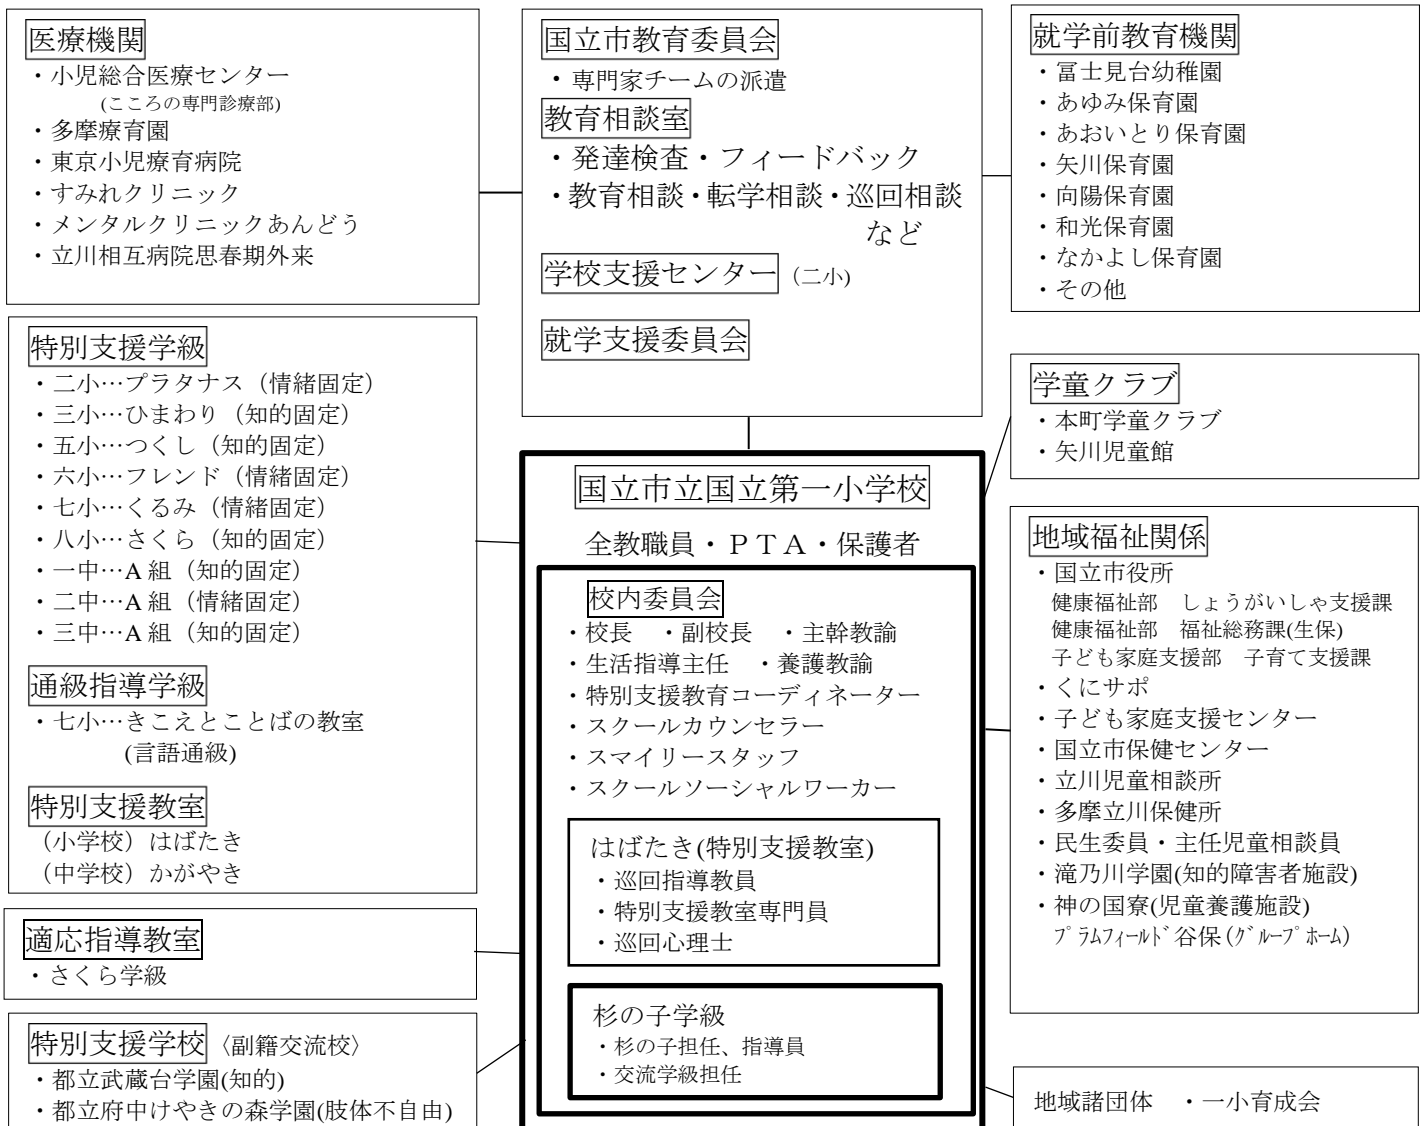 医療機関
・小児総合医療センター
(こころの専門診療部)
・多摩療育園
・東京小児療育病院
・すみれクリニック
・メンタルクリニックあんどう
・立川相互病院思春期外来
国立市教育委員会
・専門家チームの派遣
教育相談室
・発達検査・フィードバック
・教育相談・転学相談・巡回相談
など
学校支援センター（二小)
就学支援委員会
就学前教育機関
・冨士見台幼稚園
・あゆみ保育園
・あおいとり保育園
・矢川保育園
・向陽保育園
・和光保育園
・なかよし保育園
・その他
特別支援学級
・二小…プラタナス（情緒固定）
・三小…ひまわり（知的固定）
・五小…つくし（知的固定）
・六小…フレンド（情緒固定）
・七小…くるみ（情緒固定）
・八小…さくら（知的固定）
・一中…A 組（知的固定）
・二中…A 組（情緒固定）
・三中…A 組（知的固定）
通級指導学級
・七小…きこえとことばの教室
(言語通級)
特別支援教室
（小学校）はばたき
（中学校）かがやき
適応指導教室
・さくら学級
特別支援学校〈副籍交流校〉
・都立武蔵台学園(知的)
・都立府中けやきの森学園(肢体不自由)
国立市立国立第一小学校
全教職員・ＰＴＡ・保護者
校内委員会
・校長　・副校長　・主幹教諭
・生活指導主任　・養護教諭
・特別支援教育コーディネーター
・スクールカウンセラー
・スマイリースタッフ
・スクールソーシャルワーカー
はばたき(特別支援教室)
・巡回指導教員
・特別支援教室専門員
・巡回心理士
杉の子学級
・杉の子担任、指導員
・交流学級担任
学童クラブ
・本町学童クラブ
・矢川児童館
地域福祉関係
・国立市役所
健康福祉部　しょうがいしゃ支援課
健康福祉部　福祉総務課(生保)
子ども家庭支援部　子育て支援課
・くにサポ
・子ども家庭支援センター
・国立市保健センター
・立川児童相談所
・多摩立川保健所
・民生委員・主任児童相談員
・滝乃川学園(知的障害者施設)
・神の国寮(児童養護施設)
ﾌﾟﾗﾑﾌｨｰﾙﾄﾞ谷保(ｸﾞﾙｰﾌﾟﾎｰﾑ)
地域諸団体　・一小育成会